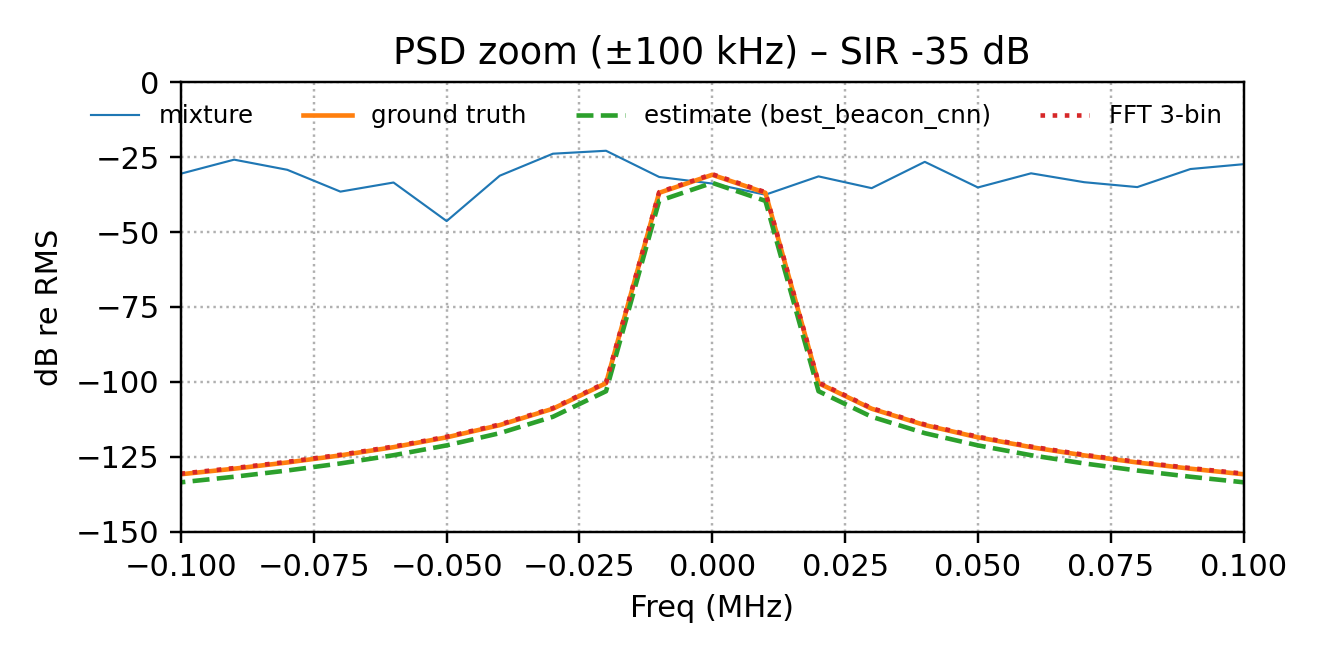 PSD zoom (±100 kHz) – SIR -35 dB
mixture ground truth estimate (best_beacon_cnn) FFT 3-bin
dB re RMS
0
−25
−50
−75
−100
−125
−150
−0.100 −0.075 −0.050 −0.025 0.000 0.025 0.050 0.075 0.100
Freq (MHz)